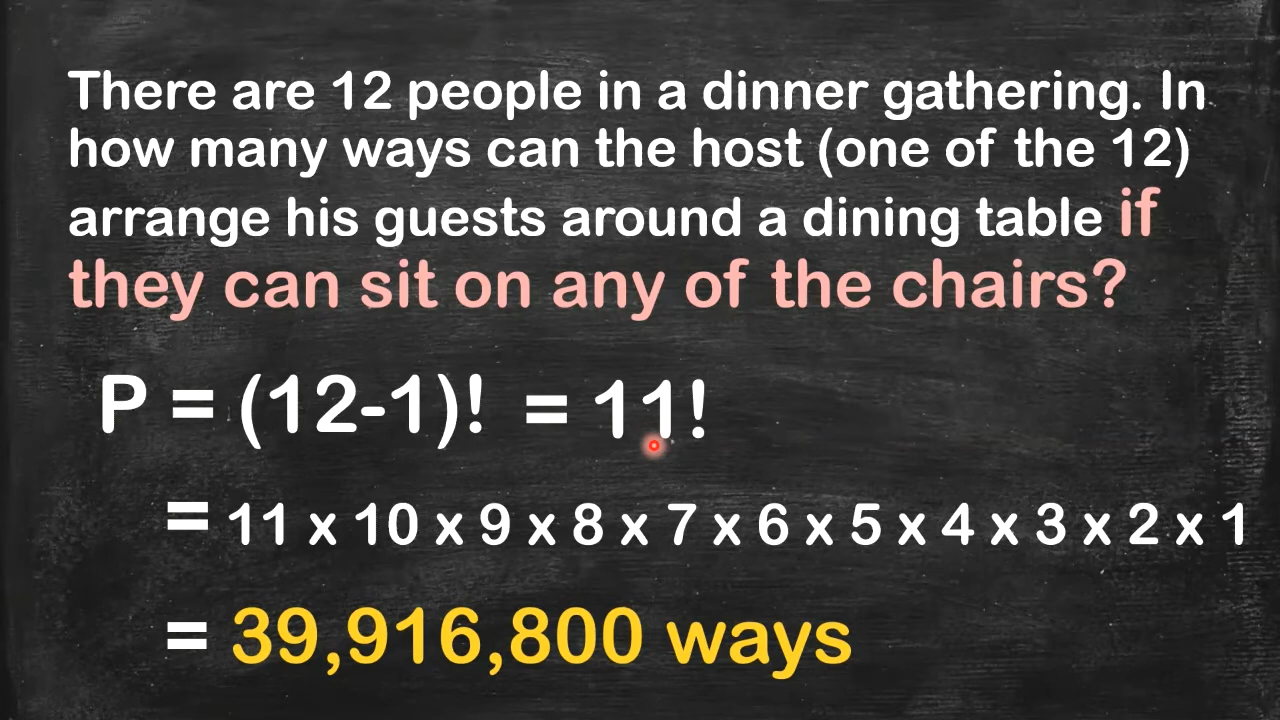 There are 12 people in a dinner gathering. In
how many ways can the host (one of the 12)
arrange his guests around a dining table if
they can sit on any of the chairs?
P = (12-1)! = 11!
= 11 x 10 x 9 x 8 x 7 x 6 x 5 x 4 x 3 x 2 x 1
= 39,916,800 ways